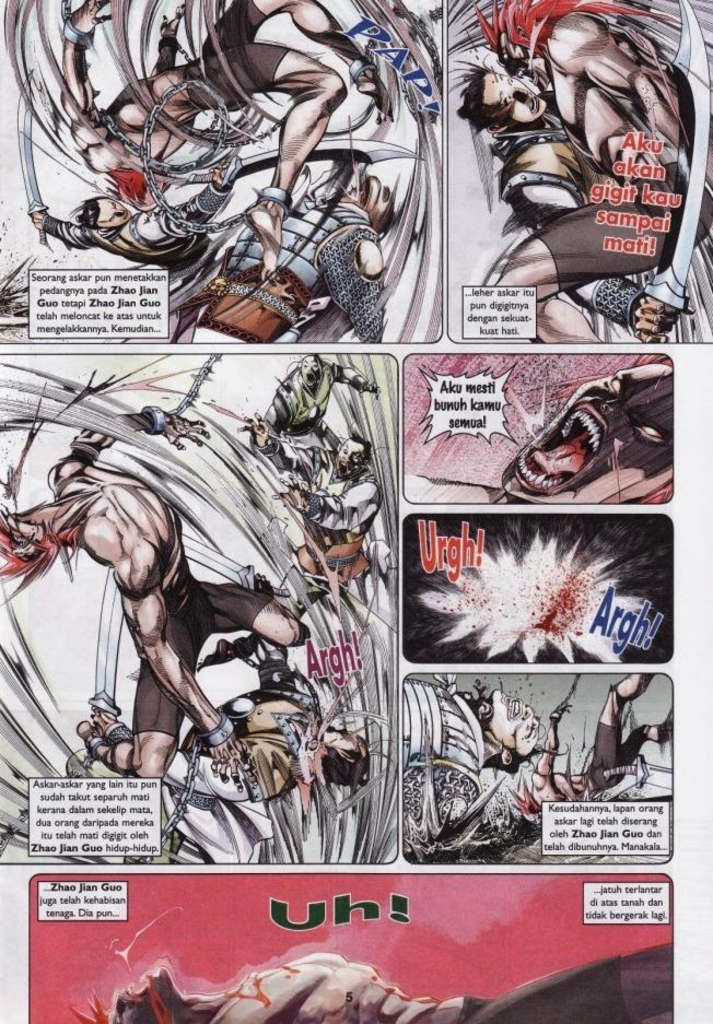 PAP!
Seorang askar pun menetakkan
pedangnya pada Zhao Jian
Guo tetapi Zhao Jian Guo
telah meloncat ke atas untuk
mengelakkannya. Kemudian...
Aku
akan
gigit kau
sampai
mati!
...leher askar itu
pun digigitnya
dengan sekuat-
kuat hati.
Argh!
Askar-askar yang lain itu pun
sudah takut separuh mati
kerana dalam sekelip mata,
dua orang daripada mereka
itu telah mati digigit oleh
Zhao Jian Guo hidup-hidup.
Aku mesti
bunuh kamu
semua!
Urgh!
Argh!
Kesudahannya, lapan orang
askar lagi telah diserang
oleh Zhao Jian Guo dan
telah dibunuhnya. Manakala...
...Zhao Jian Guo
juga telah kehabisan
tenaga. Dia pun...
Uh!
...jatuh terlantar
di atas tanah dan
tidak bergerak lagi.
5